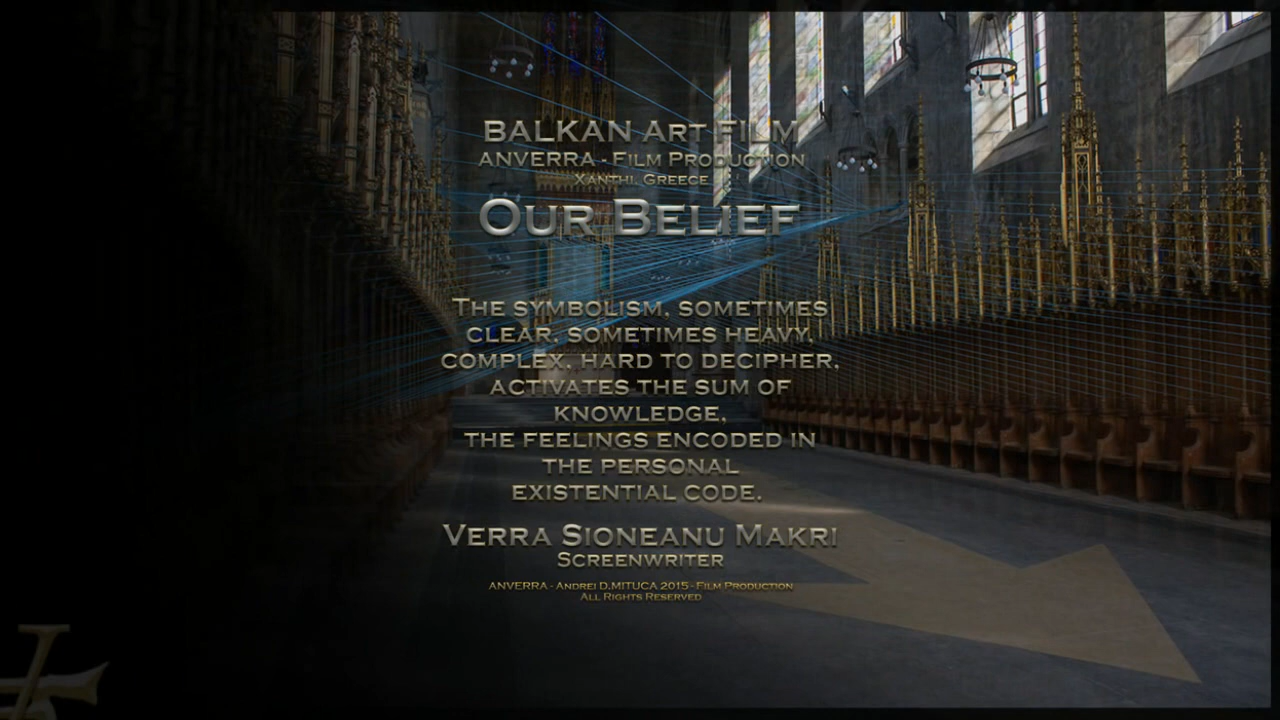 BALKAN Art FILM
ANVERRA - Film Production
Xanthi, Greece
Our Belief
The symbolism, sometimes
clear, sometimes heavy,
complex, hard to decipher,
activates the sum of
knowledge,
the feelings encoded in
the personal
existential code.
Verra Sioneanu Makri
Screenwriter
ANVERRA - Andrei D.MITUCA 2015 - Film Production
All Rights Reserved